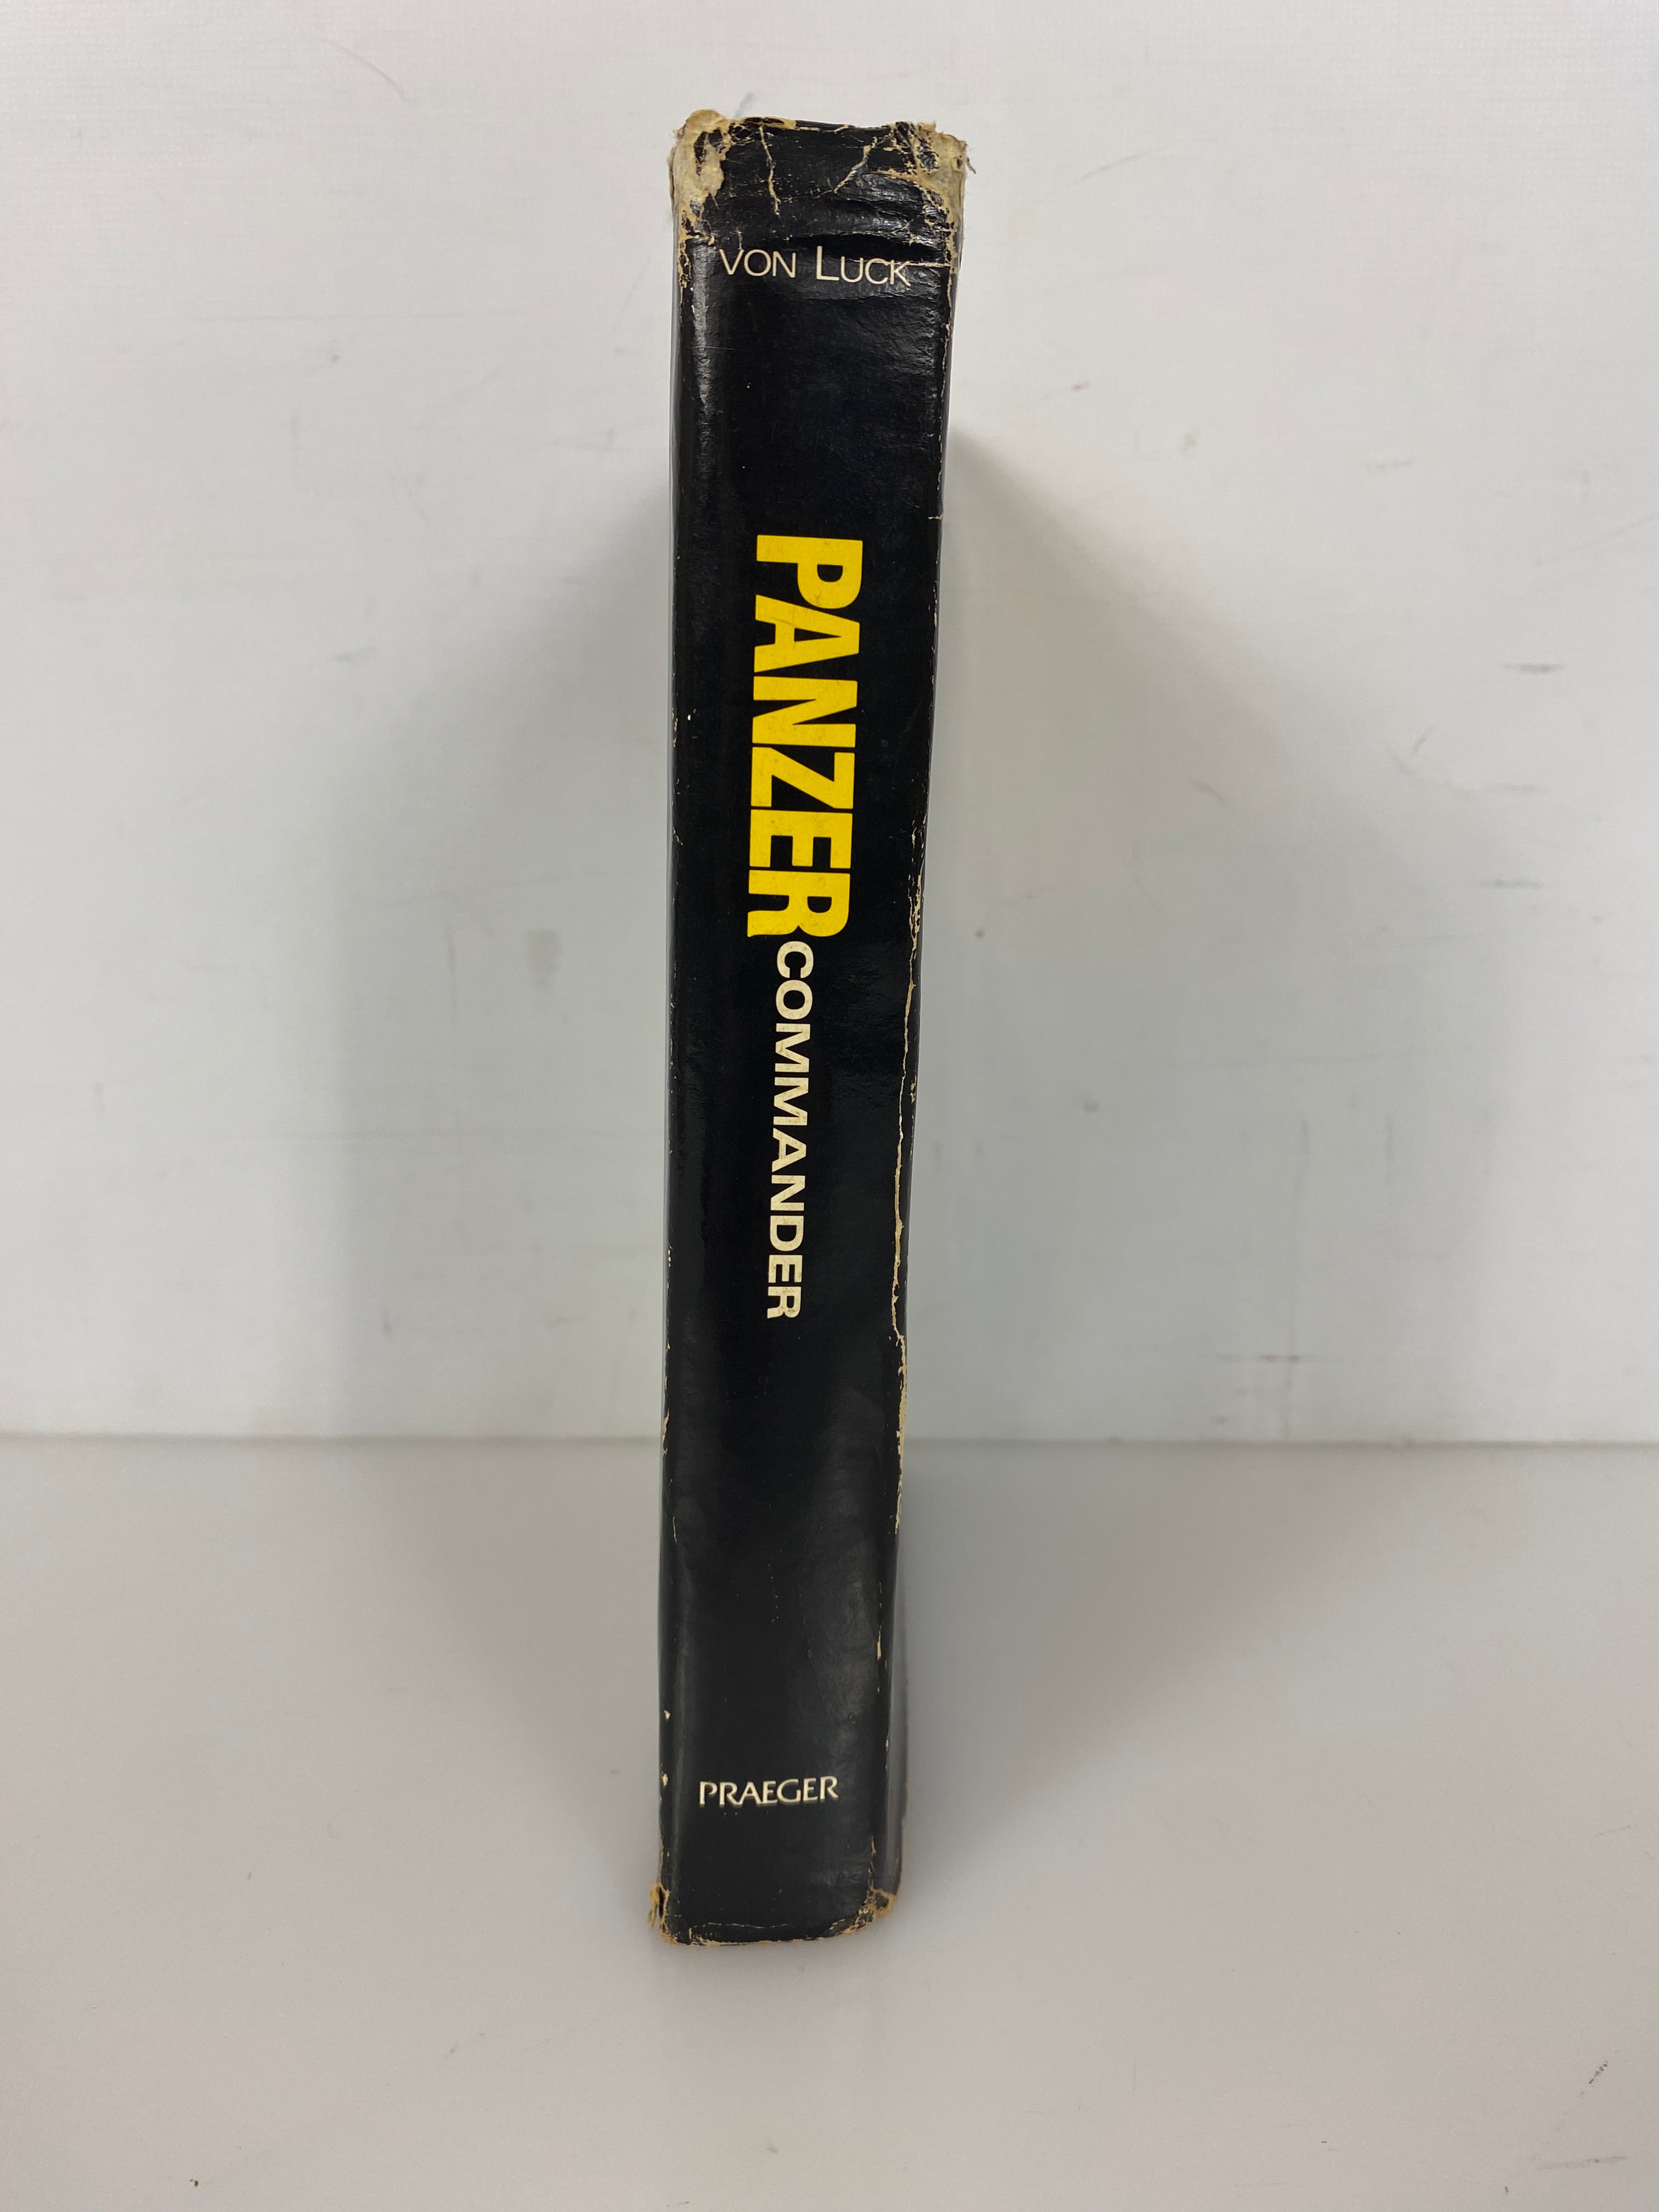 VON LUCK
PANZER COMMANDER
PRAEGER